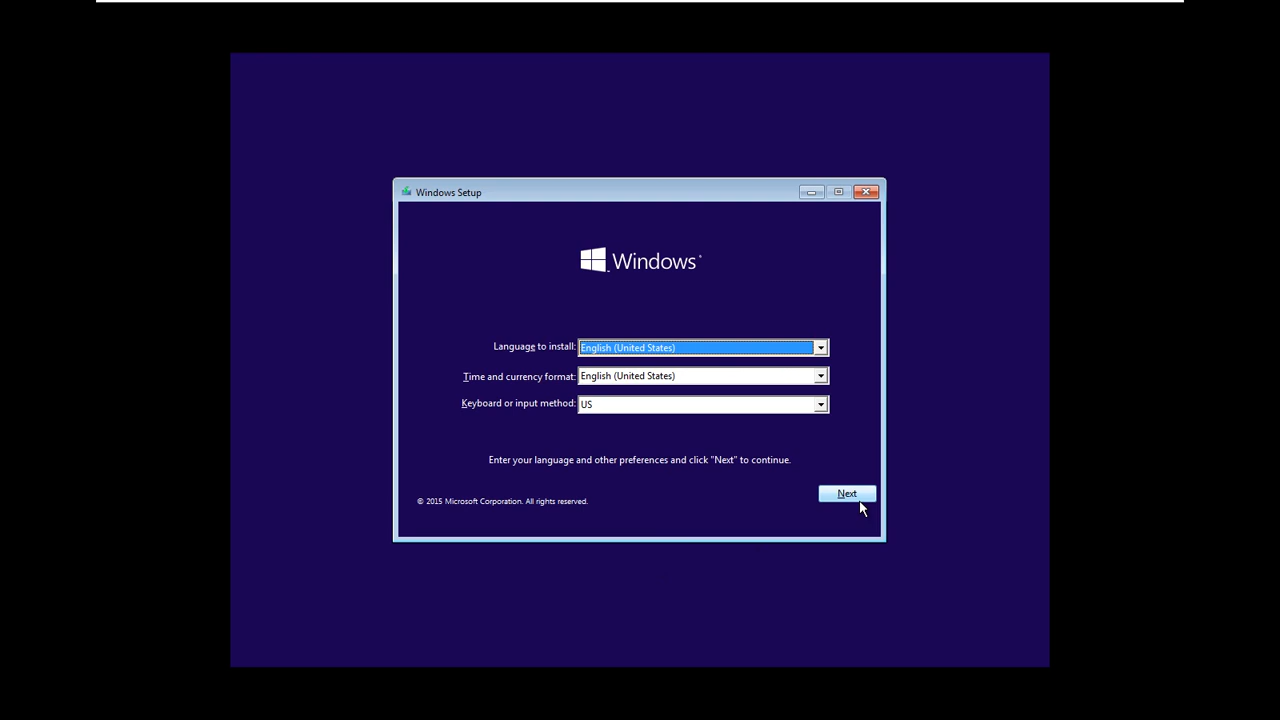 Windows Setup
Windows
Language to install: English (United States)
Time and currency format: English (United States)
Keyboard or input method: US
Enter your language and other preferences and click "Next" to continue.
Next
© 2015 Microsoft Corporation. All rights reserved.